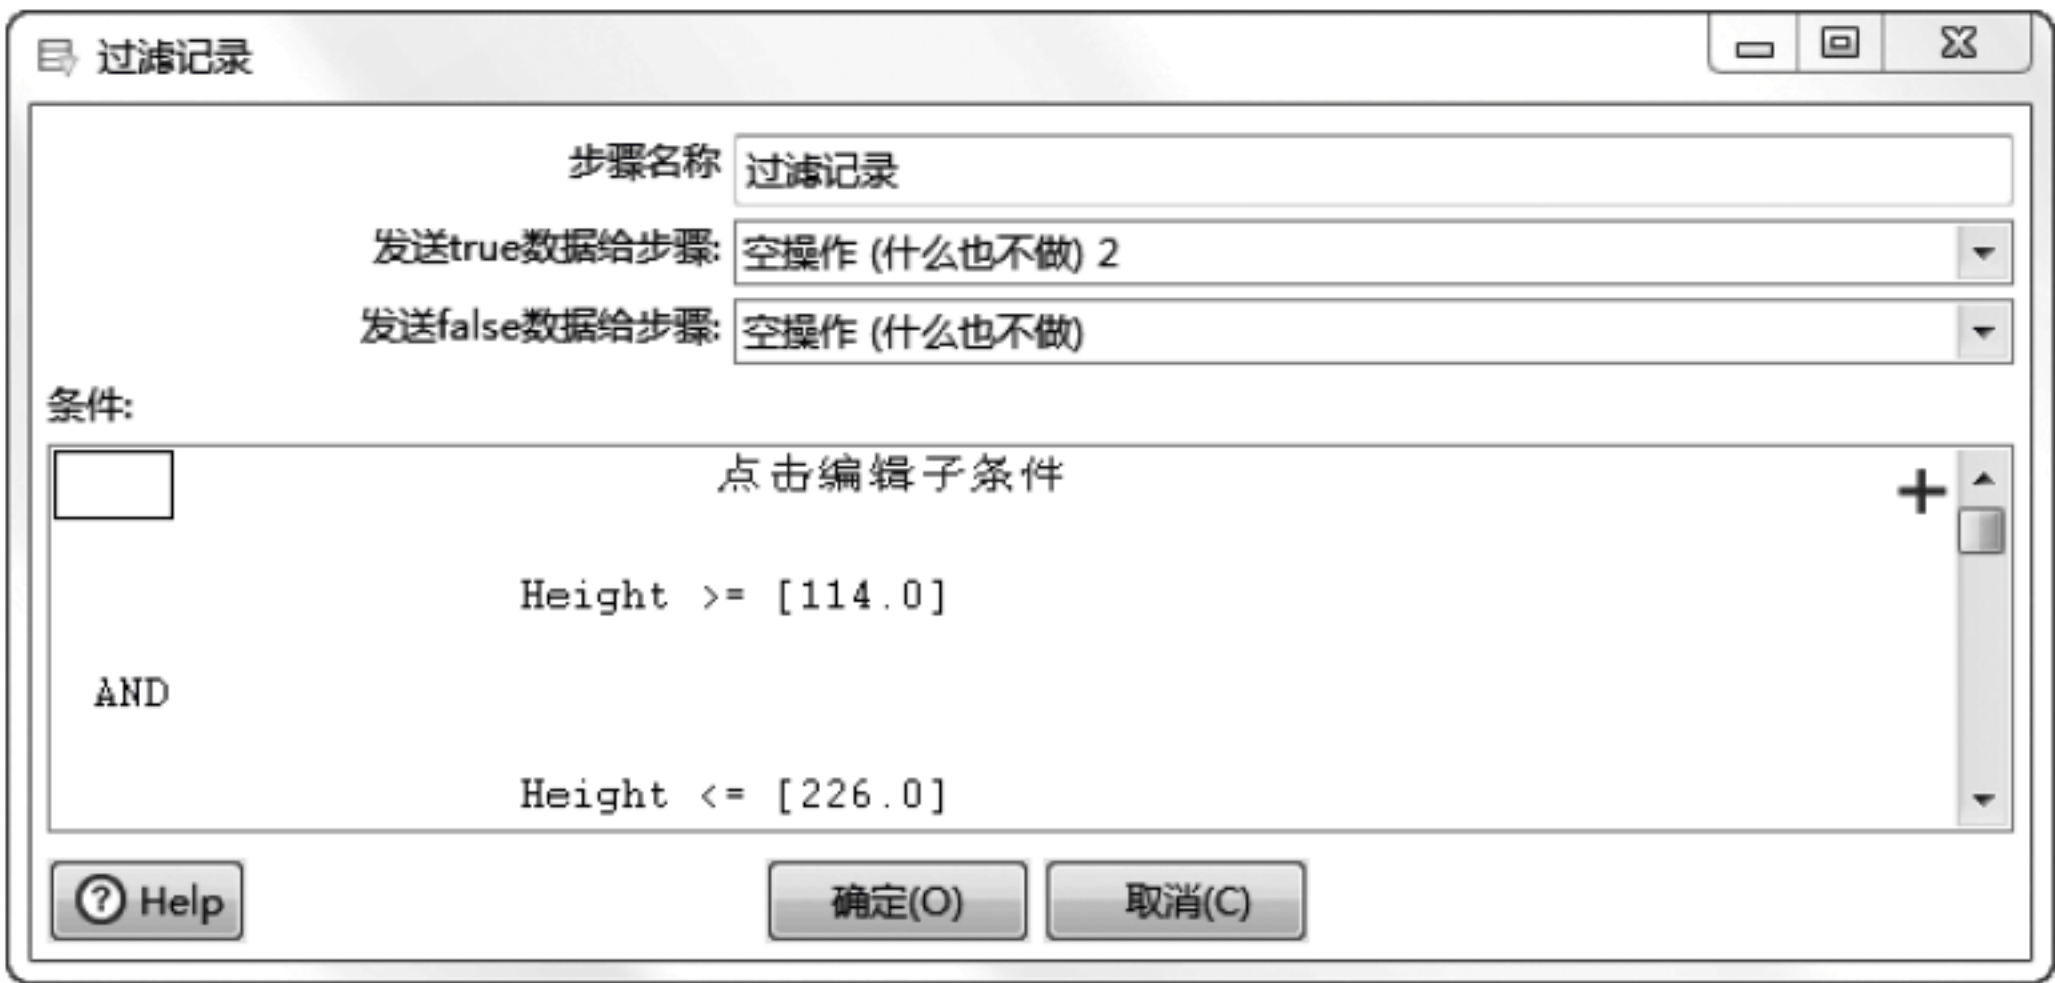 过滤记录
步骤名称 过滤记录
发送true数据给步骤: 空操作 (什么也不做) 2
发送false数据给步骤: 空操作 (什么也不做)
条件:
点击编辑子条件
Height >= [114.0]
AND
Height <= [226.0]
Help 确定(O) 取消(C)